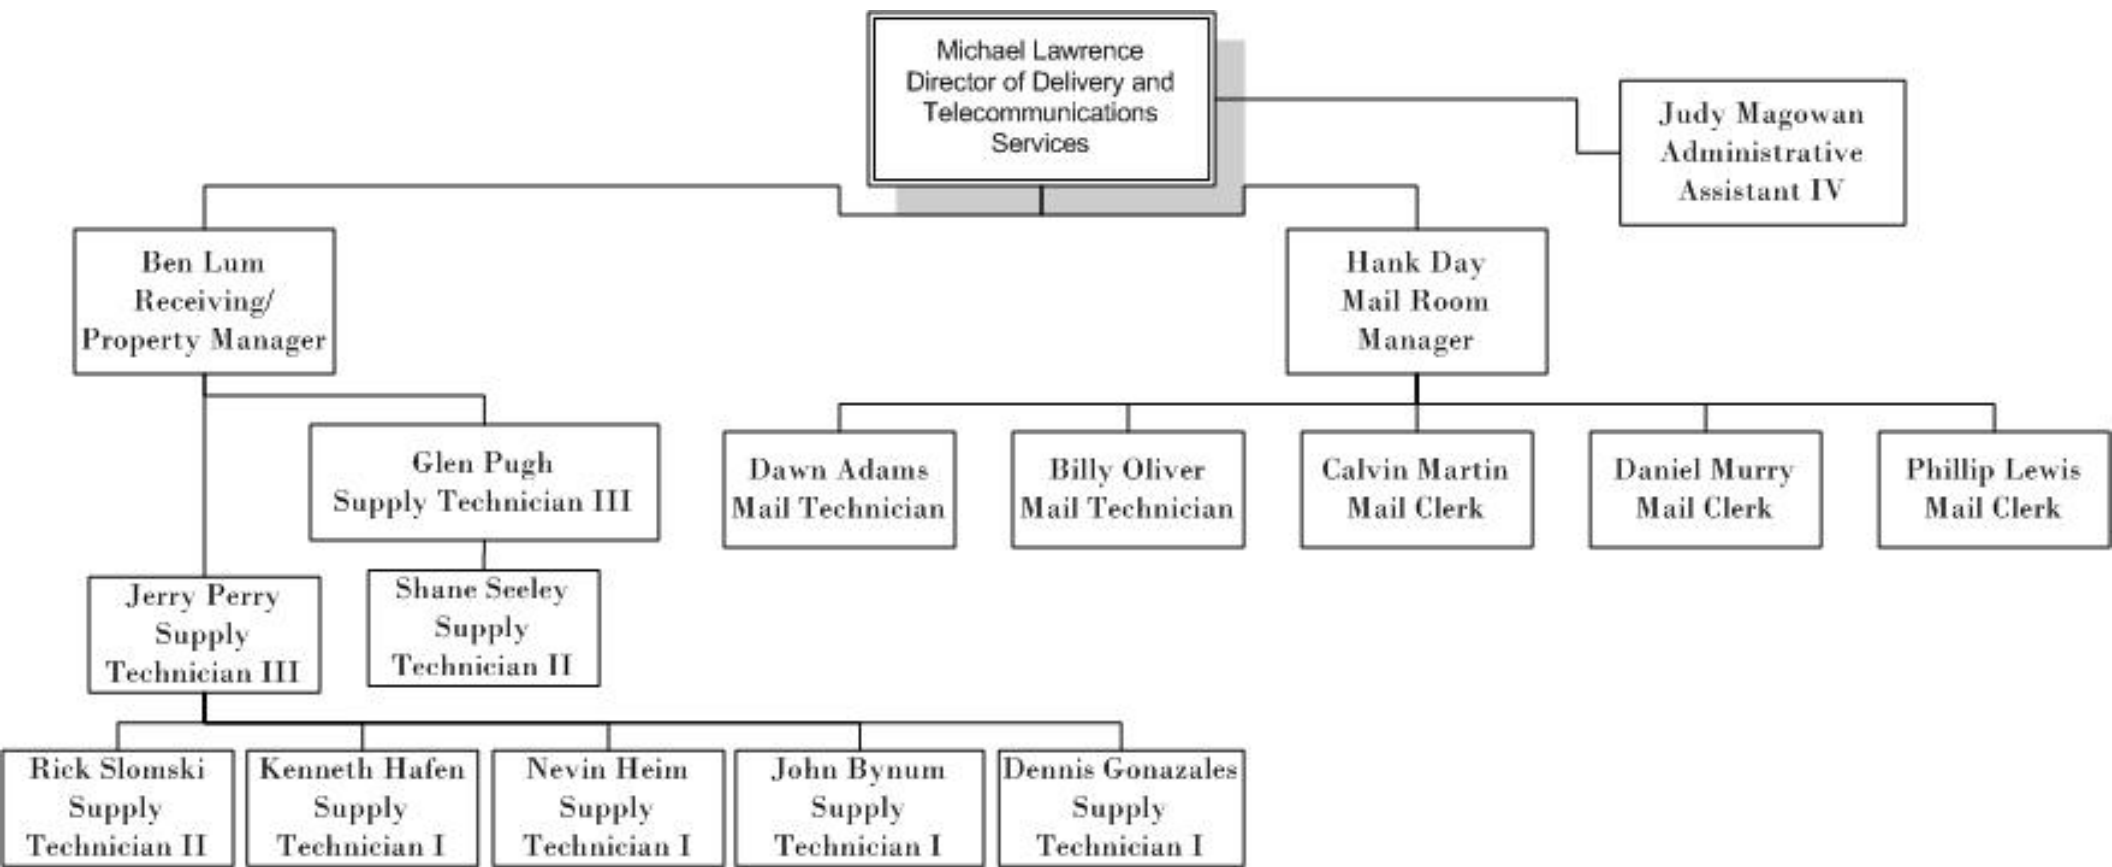 Michael Lawrence
Director of Delivery and
Telecommunications
Services
Judy Magowan
Administrative
Assistant IV
Ben Lum
Receiving/
Property Manager
Hank Day
Mail Room
Manager
Glen Pugh
Supply Technician III
Dawn Adams
Mail Technician
Billy Oliver
Mail Technician
Calvin Martin
Mail Clerk
Daniel Murry
Mail Clerk
Phillip Lewis
Mail Clerk
Jerry Perry
Supply
Technician III
Shane Seeley
Supply
Technician II
Rick Slomski
Supply
Technician II
Kenneth Hafen
Supply
Technician I
Nevin Heim
Supply
Technician I
John Bynum
Supply
Technician I
Dennis Gonazales
Supply
Technician I